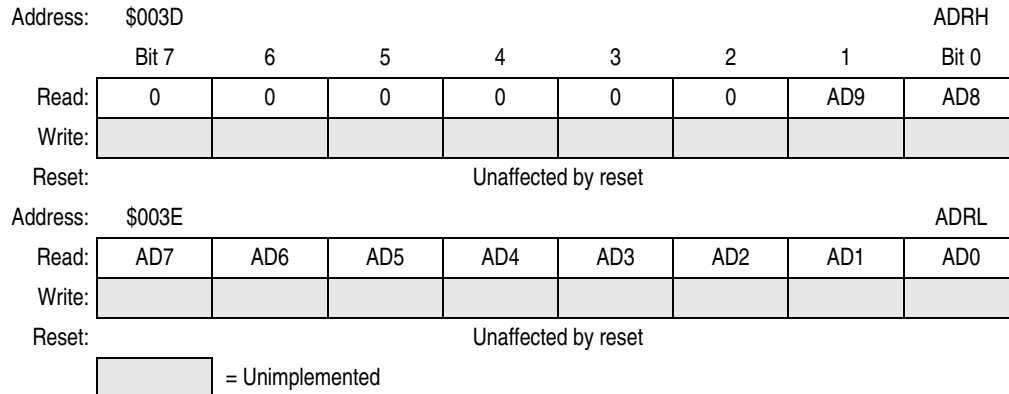 Address: $003D ADRH
Bit 7 6 5 4 3 2 1 Bit 0
Read: 0 0 0 0 0 0 AD9 AD8
Write:
Reset: Unaffected by reset
Address: $003E ADRL
Read: AD7 AD6 AD5 AD4 AD3 AD2 AD1 AD0
Write:
Reset: Unaffected by reset
= Unimplemented